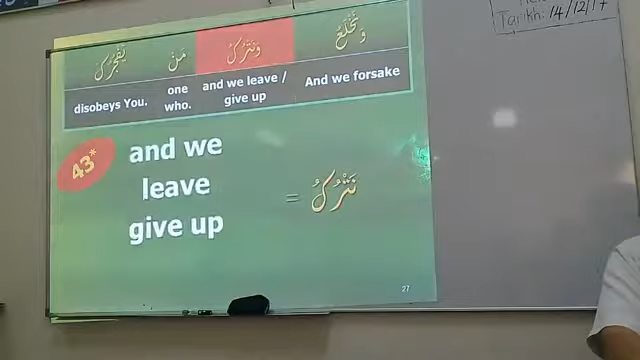 Tarikh: 14/12/17
وَنَخْلَعُ وَنَتْرُكُ مَنْ يَفْجُرُكَ
And we forsake
and we leave / give up
one who.
disobeys You.
43*
and we
leave
give up
= نَتْرُكُ
27